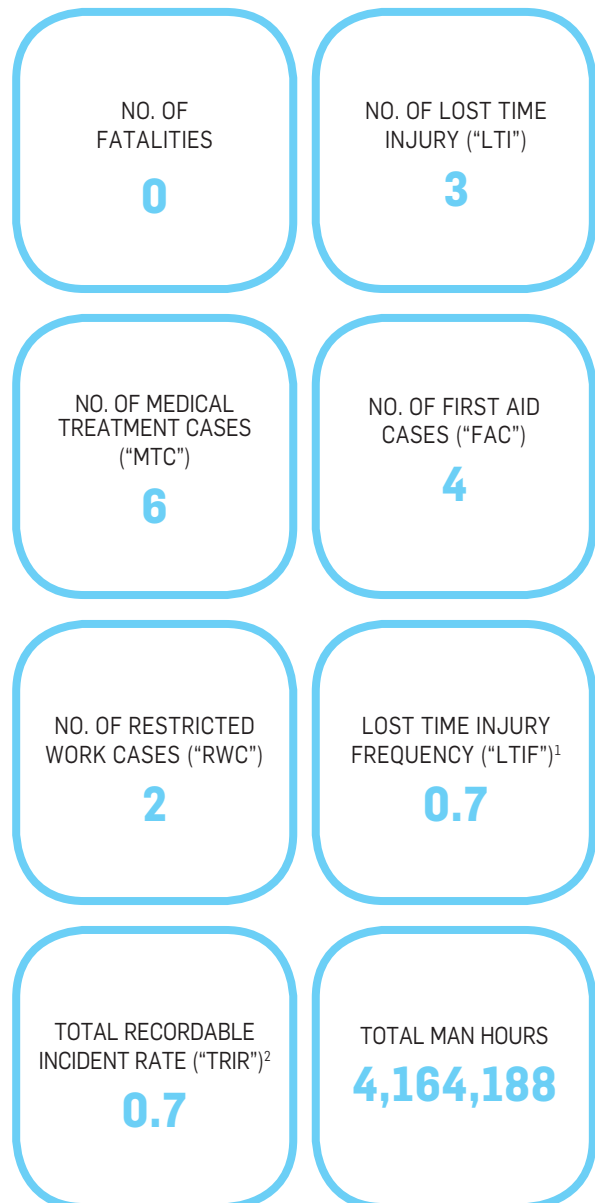 NO. OF
FATALITIES
0
NO. OF LOST TIME
INJURY (“LTI”)
3
NO. OF MEDICAL
TREATMENT CASES
(“MTC”)
6
NO. OF FIRST AID
CASES (“FAC”)
4
NO. OF RESTRICTED
WORK CASES (“RWC”)
2
LOST TIME INJURY
FREQUENCY (“LTIF”)¹
0.7
TOTAL RECORDABLE
INCIDENT RATE (“TRIR”)²
0.7
TOTAL MAN HOURS
4,164,188